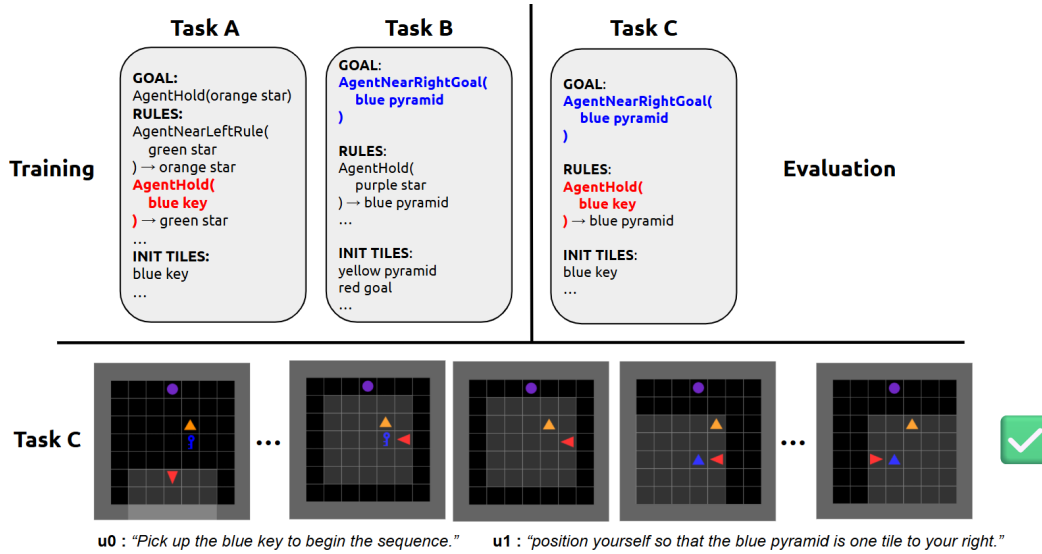 Task A
Task B
Task C
Training
GOAL:
AgentHold(orange star)
RULES:
AgentNearLeftRule(
green star
) → orange star
AgentHold(
blue key
) → green star
...
INIT TILES:
blue key
...
GOAL:
AgentNearRightGoal(
blue pyramid
)
RULES:
AgentHold(
purple star
) → blue pyramid
...
INIT TILES:
yellow pyramid
red goal
...
GOAL:
AgentNearRightGoal(
blue pyramid
)
RULES:
AgentHold(
blue key
) → blue pyramid
INIT TILES:
blue key
...
Evaluation
Task C
...
...
u0 : “Pick up the blue key to begin the sequence.”
u1 : “position yourself so that the blue pyramid is one tile to your right.”